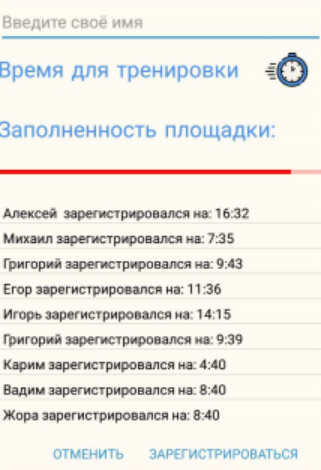 Введите своё имя
Время для тренировки
Заполненность площадки:
Алексей зарегистрировался на: 16:32
Михаил зарегистрировался на: 7:35
Григорий зарегистрировался на: 9:43
Егор зарегистрировался на: 11:36
Игорь зарегистрировался на: 14:15
Григорий зарегистрировался на: 9:39
Карим зарегистрировался на: 4:40
Вадим зарегистрировался на: 8:40
Жора зарегистрировался на: 8:40
ОТМЕНИТЬ ЗАРЕГИСТРИРОВАТЬСЯ